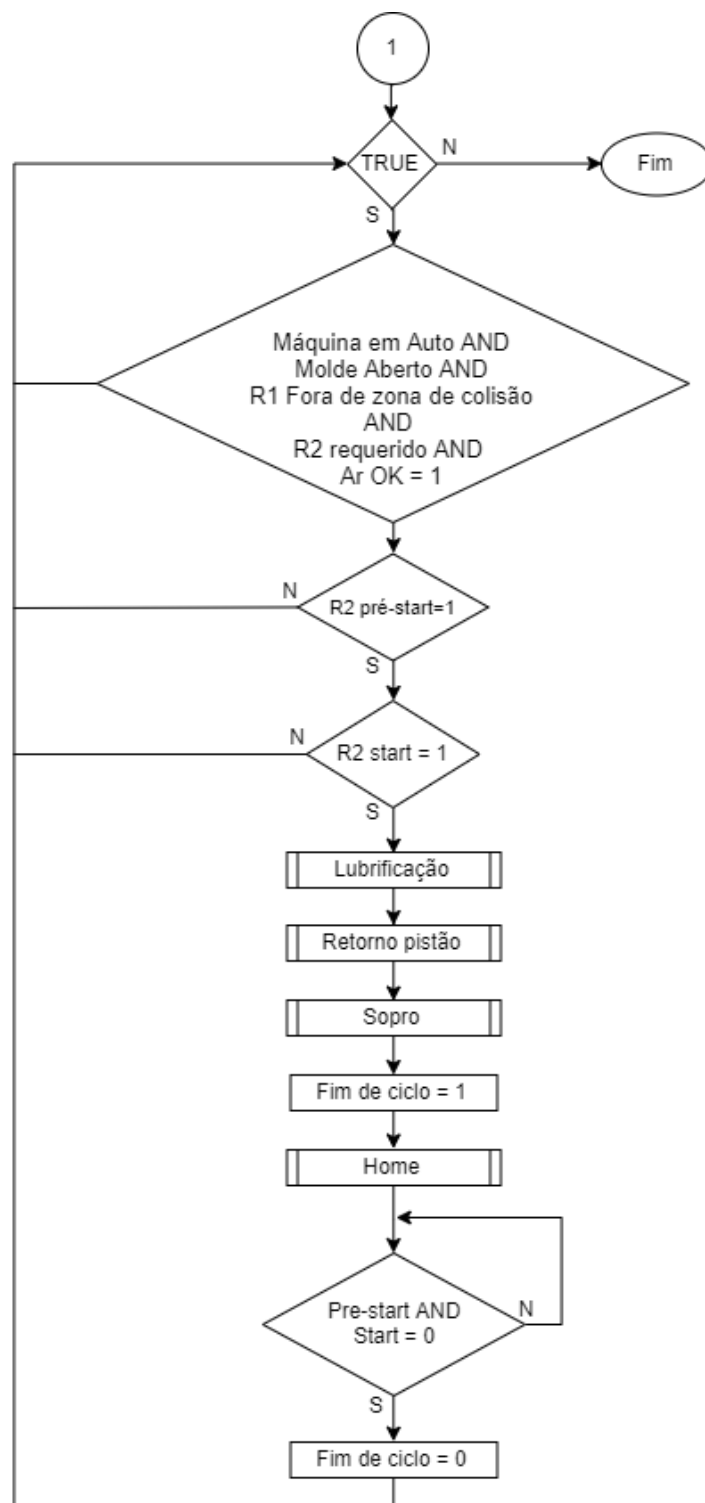 1
TRUE
N
Fim
S
Máquina em Auto AND
Molde Aberto AND
R1 Fora de zona de colisão
AND
R2 requerido AND
Ar OK = 1
N
R2 pré-start=1
S
N
R2 start = 1
S
Lubrificação
Retorno pistão
Sopro
Fim de ciclo = 1
Home
Pre-start AND
Start = 0
N
S
Fim de ciclo = 0